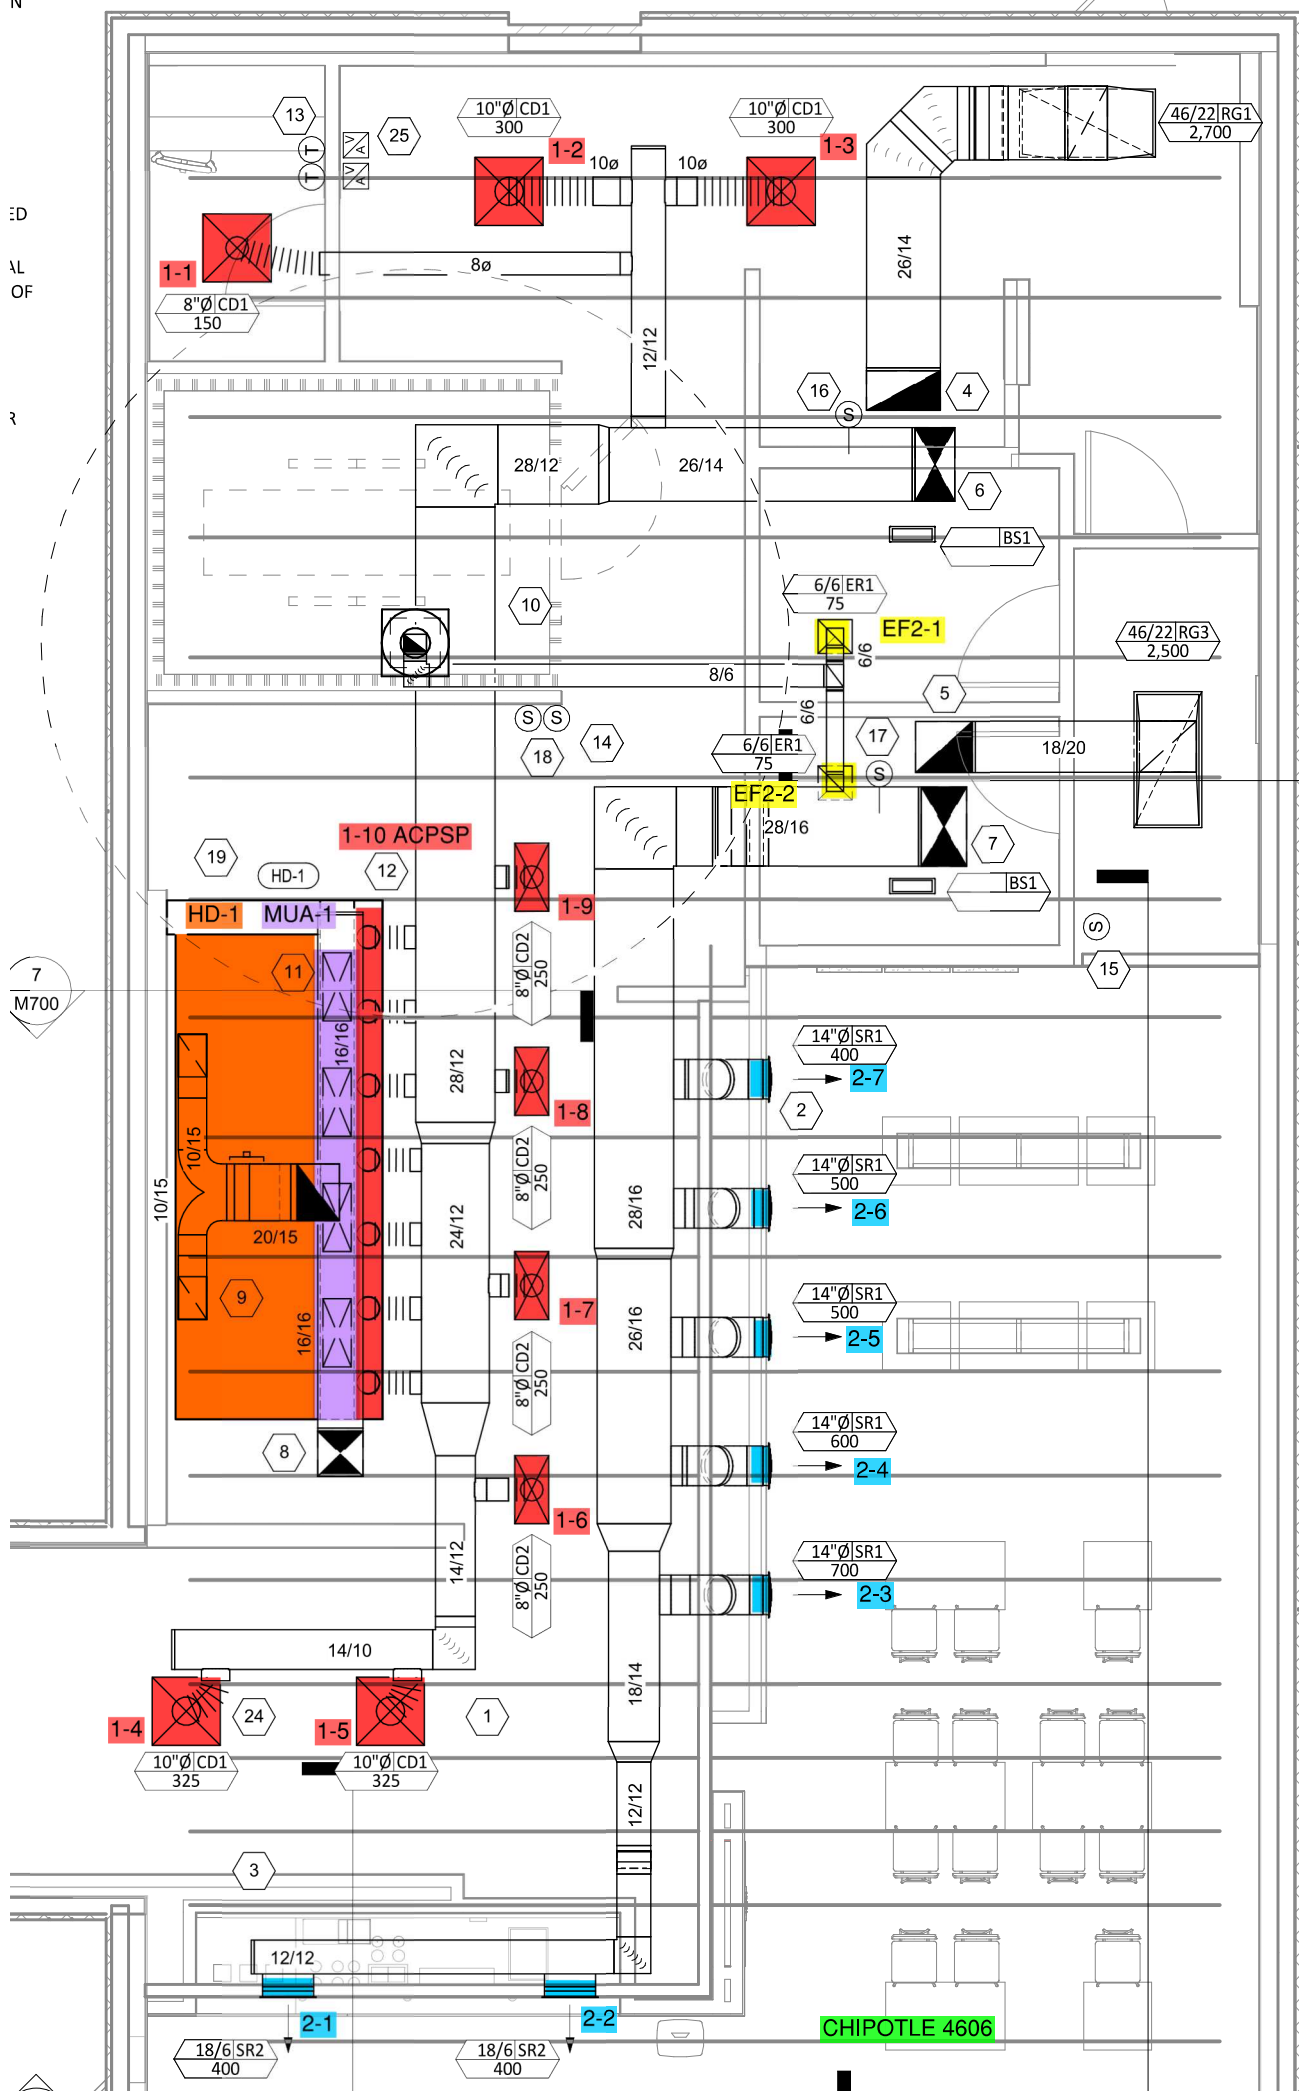 N
13
25
10"Ø CD1
300
10"Ø CD1
300
46/22 RG1
2,700
1-2
1-3
10ø
10ø
T
T
V
A
V
A
ED
AL
OF
R
1-1
8ø
8"Ø CD1
150
26/14
12/12
16
4
S
28/12
26/14
6
BS1
6/6 ER1
75
10
EF2-1
6/6
46/22 RG3
2,500
8/6
5
6/6
S S
14
18
17
6/6 ER1
75
S
18/20
EF2-2
28/16
7
1-10 ACPSP
19
12
HD-1
1-9
BS1
HD-1
MUA-1
8"Ø CD2
250
S
15
11
7
M700
16/16
28/12
14"Ø SR1
400
2-7
1-8
2
10/15
8"Ø CD2
250
14"Ø SR1
500
2-6
10/15
20/15
24/12
28/16
9
1-7
14"Ø SR1
500
2-5
16/16
26/16
8"Ø CD2
250
14"Ø SR1
600
2-4
8
1-6
14/12
8"Ø CD2
250
14"Ø SR1
700
2-3
14/10
18/14
1-4
24
1-5
1
10"Ø CD1
325
10"Ø CD1
325
12/12
3
12/12
2-1
2-2
CHIPOTLE 4606
18/6 SR2
400
18/6 SR2
400